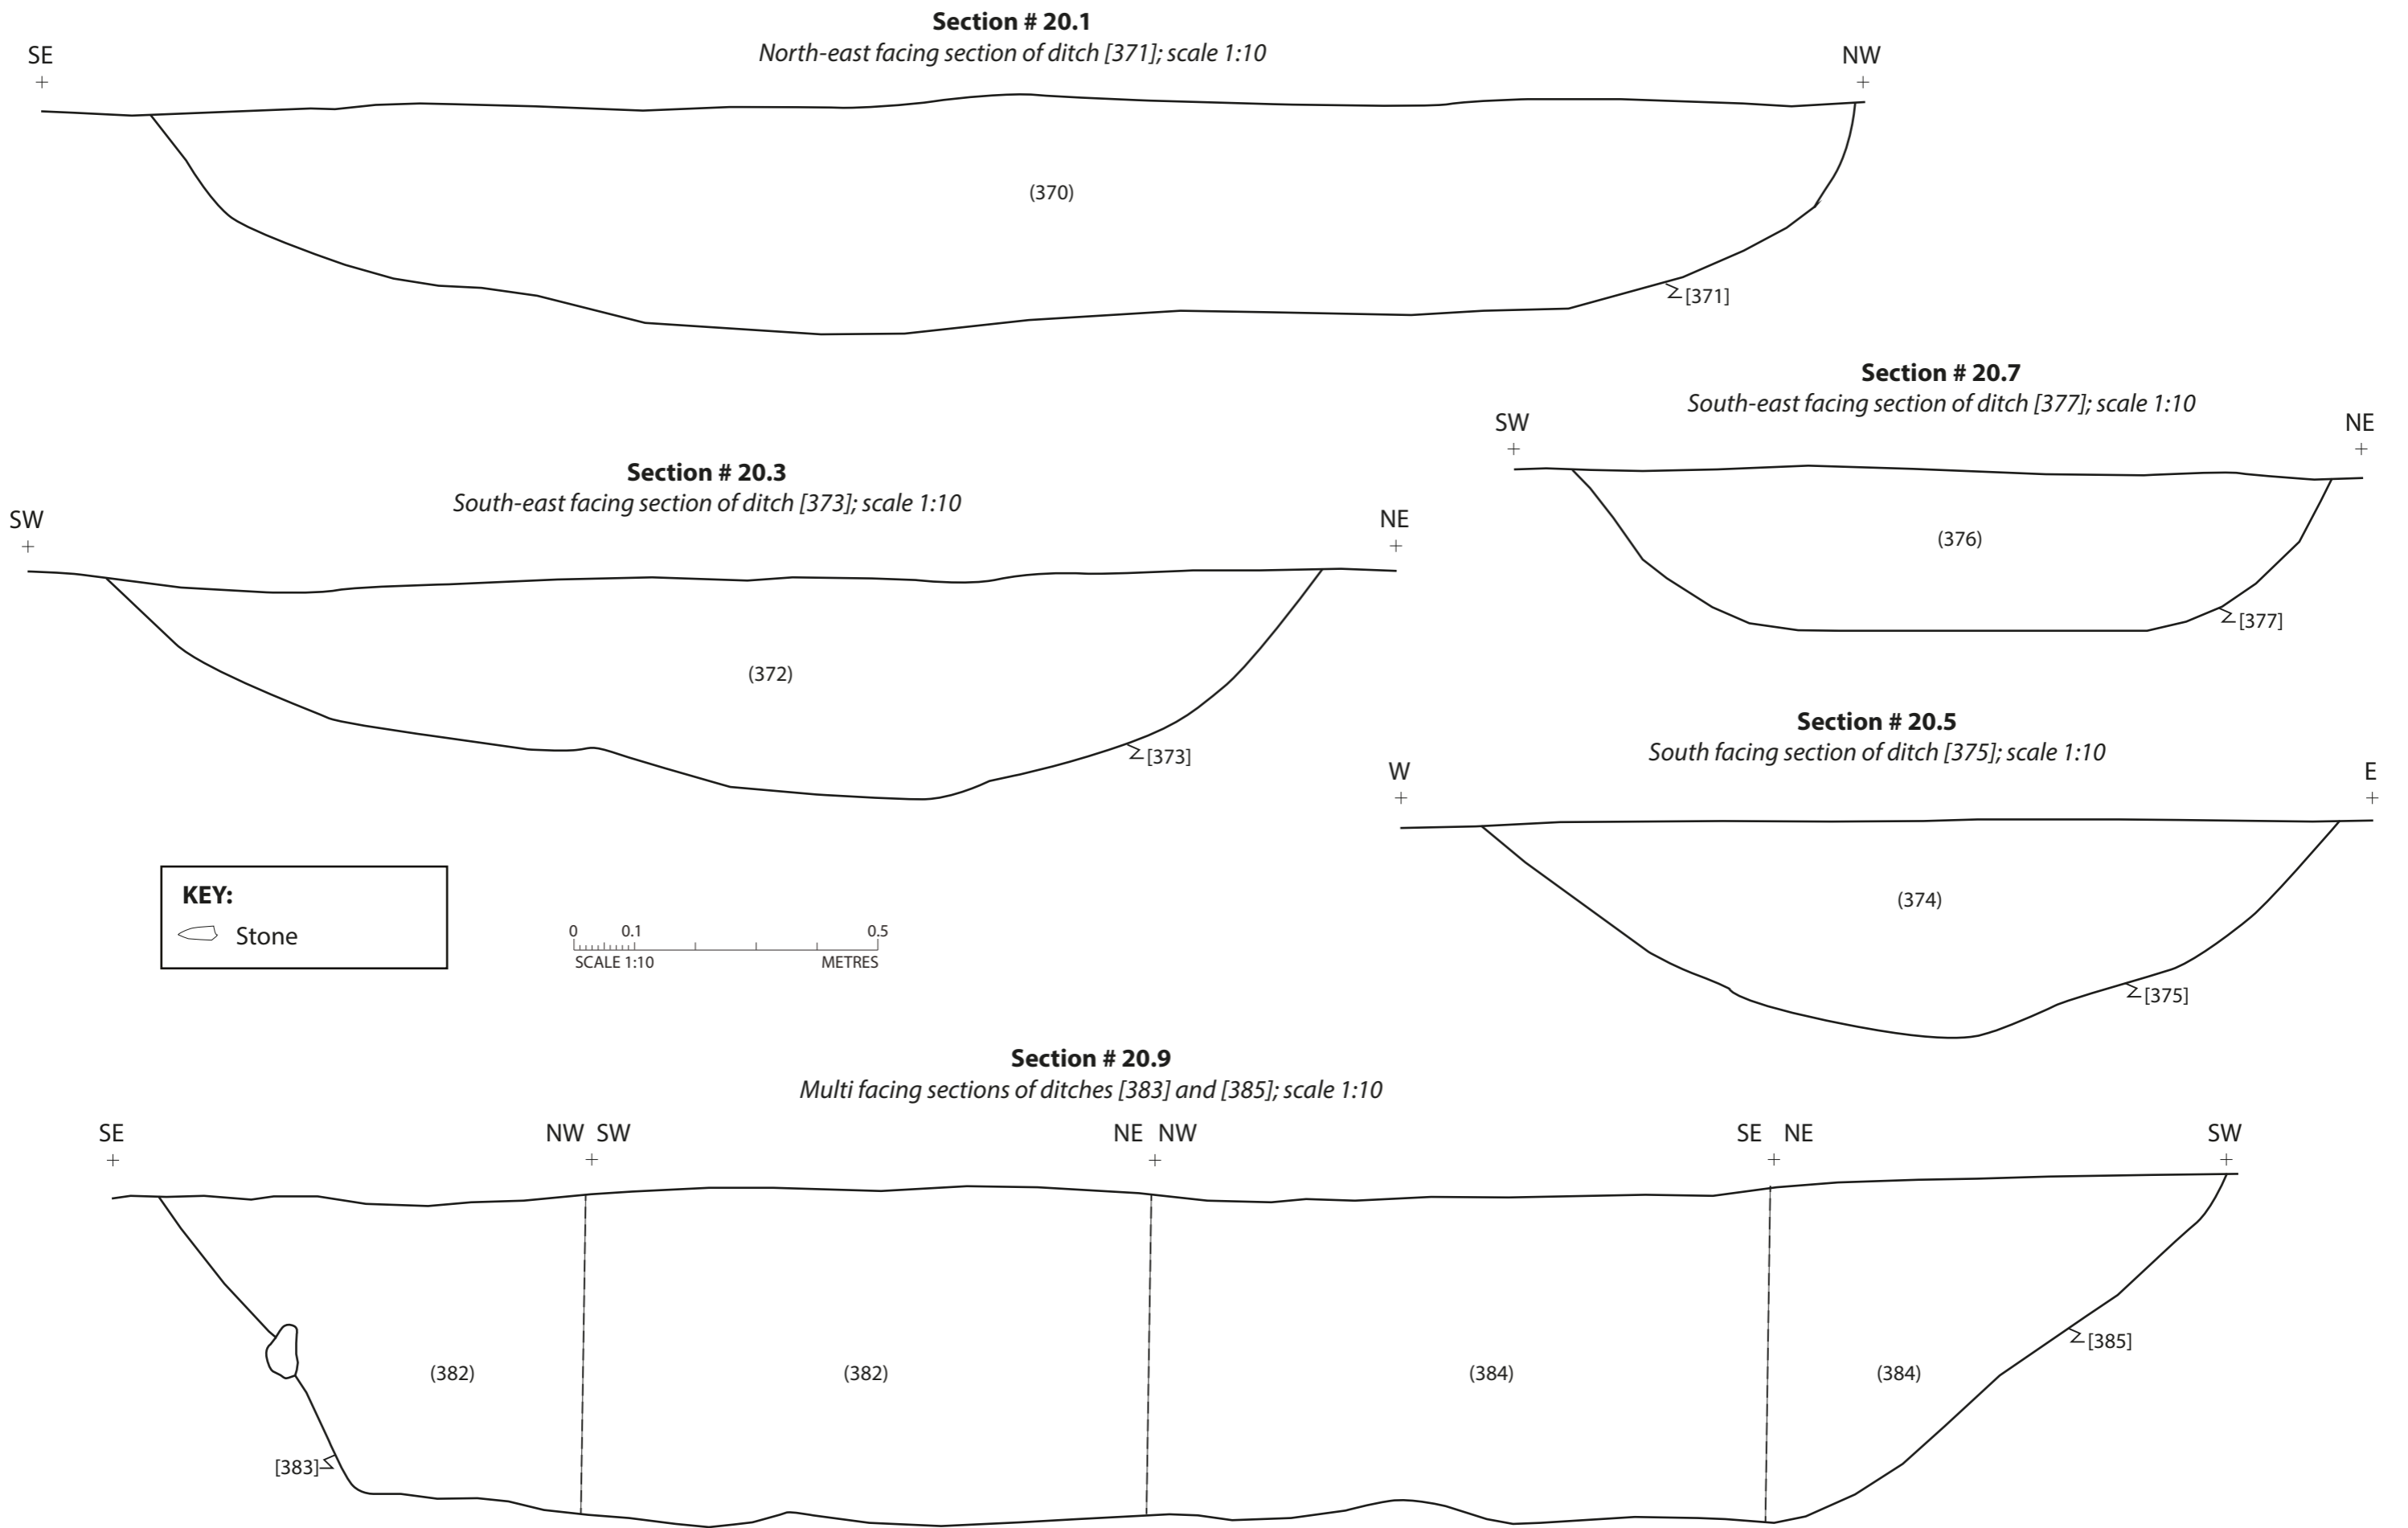 Section # 20.1
North-east facing section of ditch [371]; scale 1:10
SE
NW
(370)
[371]
Section # 20.7
South-east facing section of ditch [377]; scale 1:10
SW
NE
(376)
[377]
Section # 20.3
South-east facing section of ditch [373]; scale 1:10
SW
NE
(372)
[373]
Section # 20.5
South facing section of ditch [375]; scale 1:10
W
E
(374)
[375]
KEY:
Stone
0 0.1 0.5
SCALE 1:10 METRES
Section # 20.9
Multi facing sections of ditches [383] and [385]; scale 1:10
SE NW SW NE NW SE NE SW
[385]
(382) (382) (384) (384)
[383]